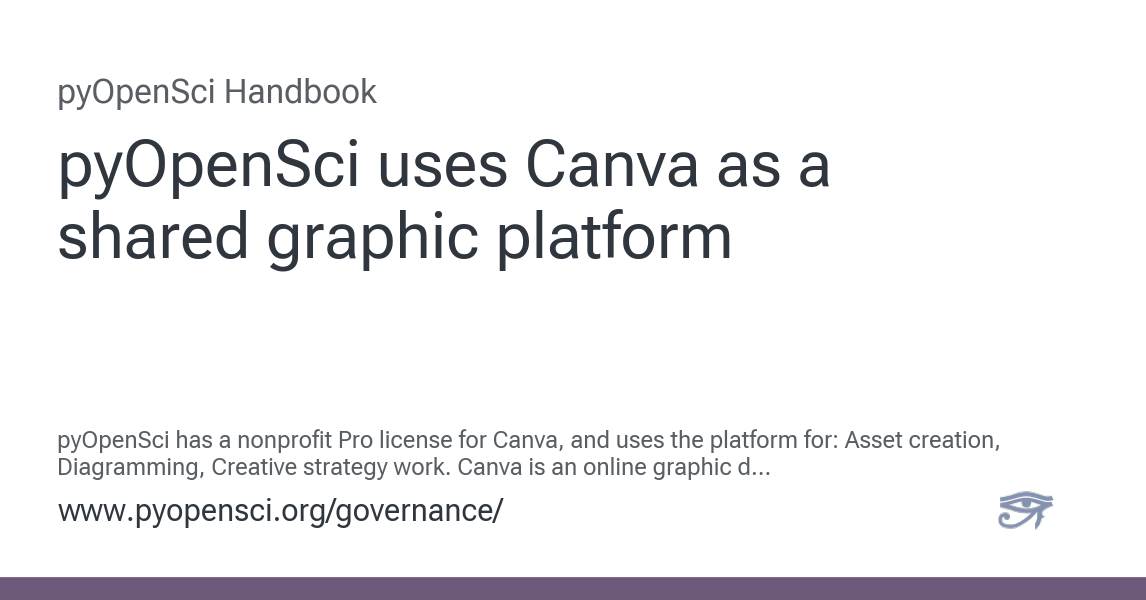 pyOpenSci Handbook
pyOpenSci uses Canva as a
shared graphic platform
pyOpenSci has a nonprofit Pro license for Canva, and uses the platform for: Asset creation,
Diagramming, Creative strategy work. Canva is an online graphic d...
www.pyopensci.org/governance/